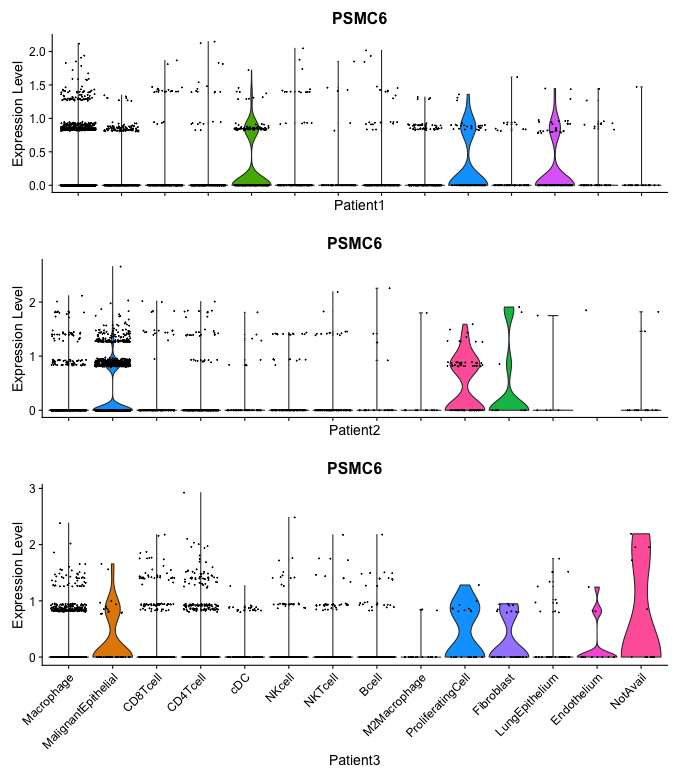 PSMC6
Expression Level
2.0
1.5
1.0
0.5
0.0
Patient1
PSMC6
Expression Level
2
1
0
Patient2
PSMC6
Expression Level
3
2
1
0
Macrophage
MalignantEpithelial
CD8Tcell
CD4Tcell
cDC
NKcell
NKTcell
Bcell
M2Macrophage
ProliferatingCell
Fibroblast
LungEpithelium
Endothelium
NotAvail
Patient3